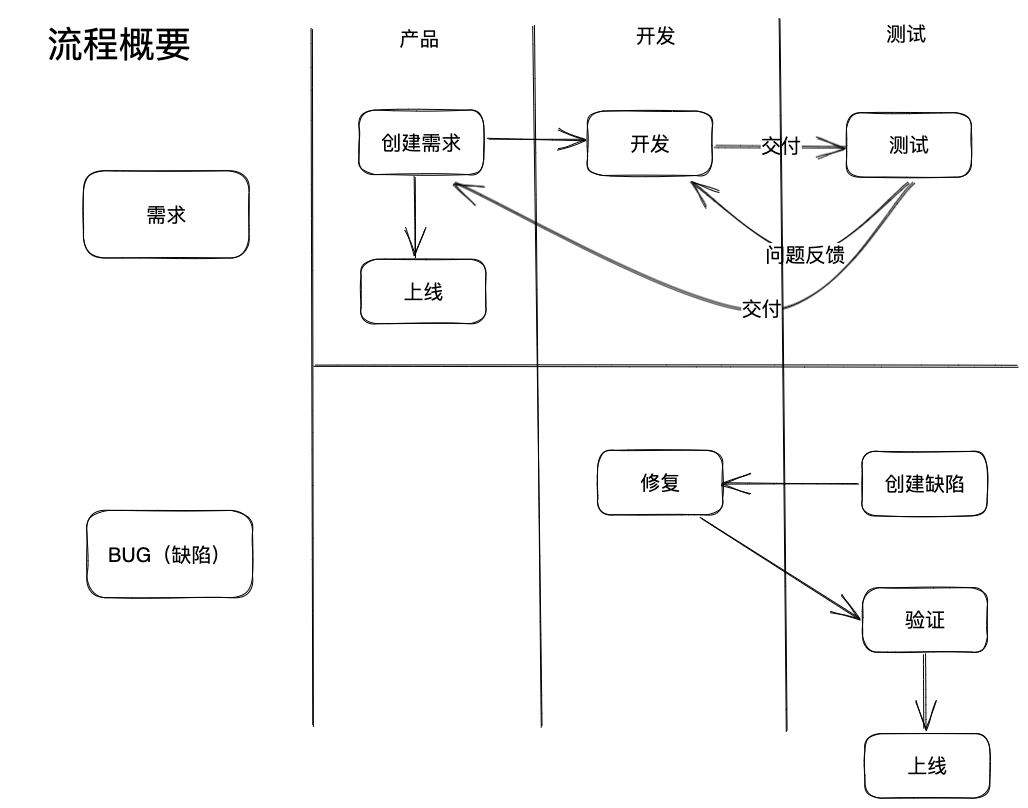 流程概要
产品
开发
测试
创建需求
开发
交付
测试
需求
问题反馈
上线
交付
修复
创建缺陷
BUG（缺陷）
验证
上线